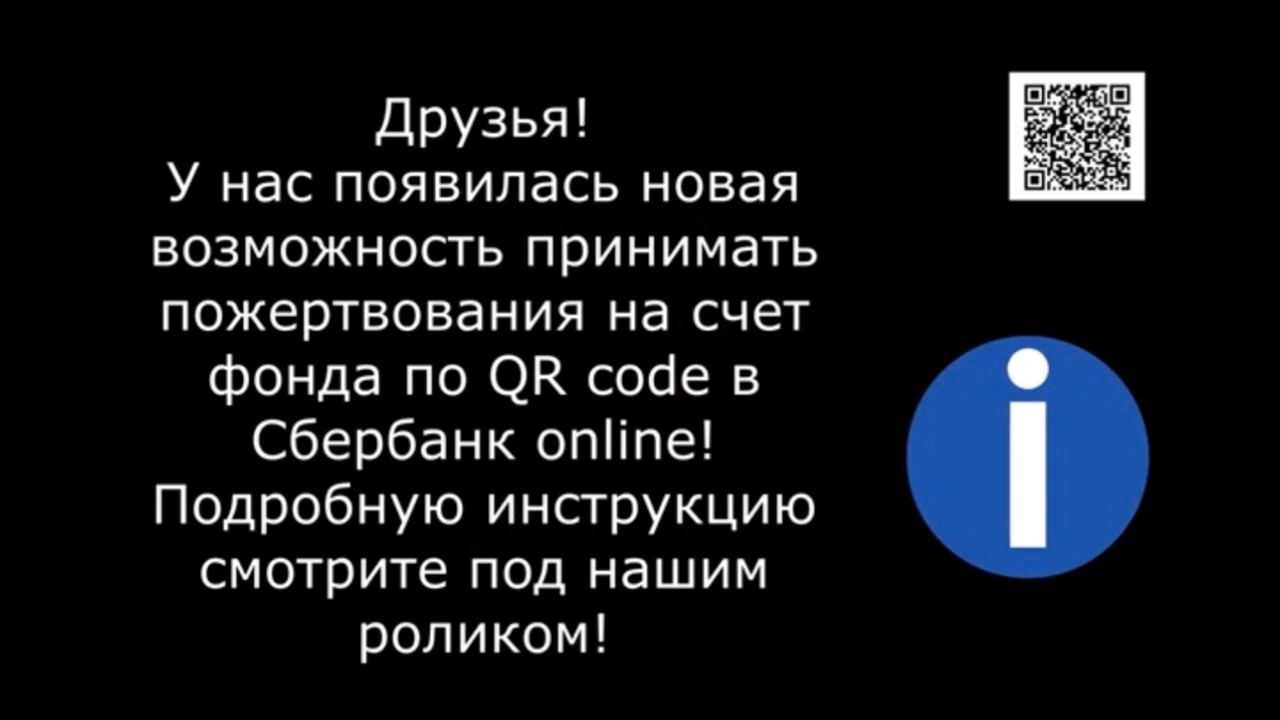 Друзья!
У нас появилась новая
возможность принимать
пожертвования на счет
фонда по QR code в
Сбербанк online!
Подробную инструкцию
смотрите под нашим
роликом!
i